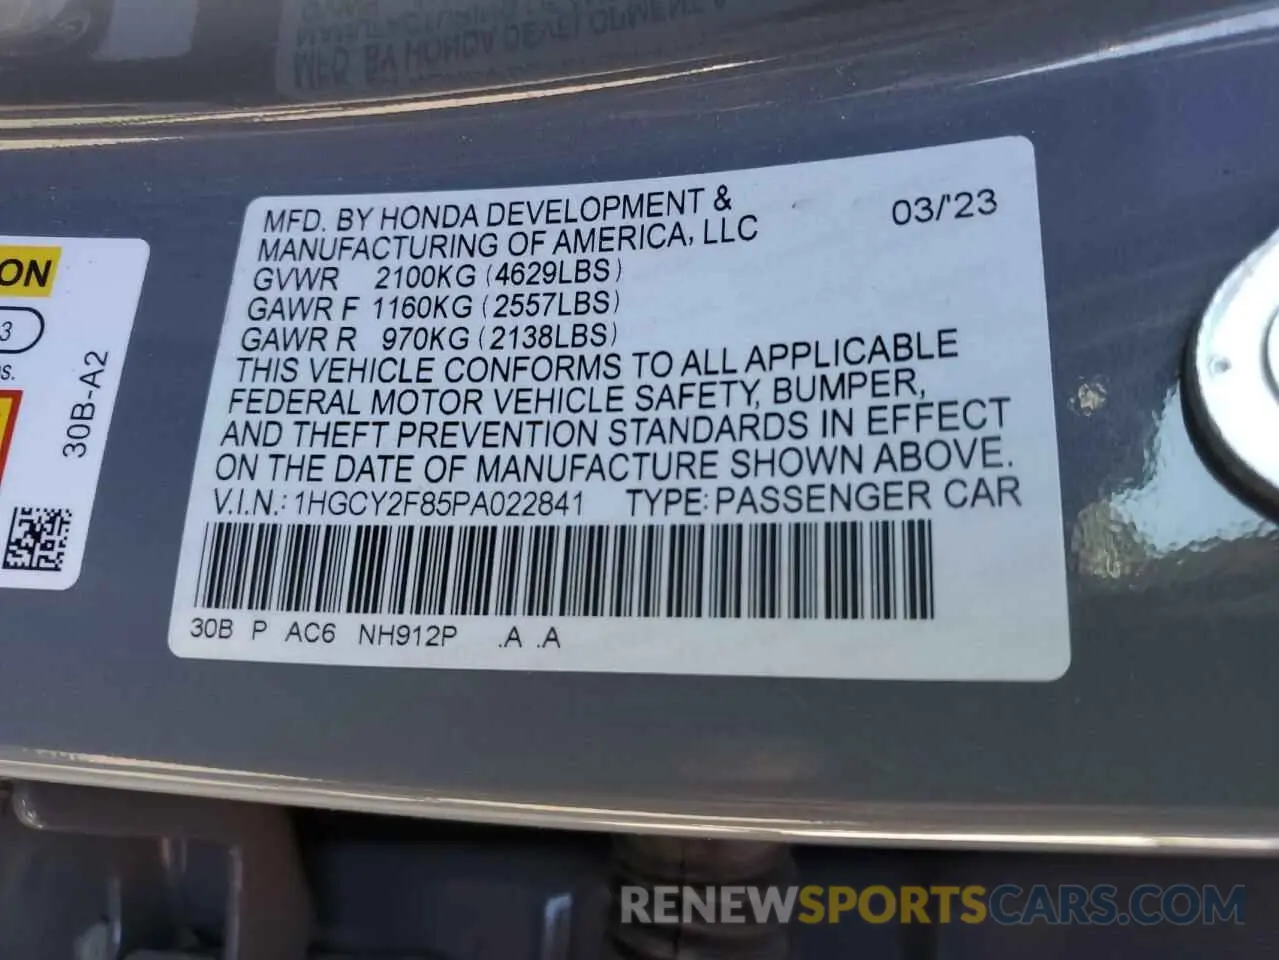 MFD. BY HONDA DEVELOPMENT &
MANUFACTURING OF AMERICA, LLC
03/'23
GVWR 2100KG (4629LBS)
GAWR F 1160KG (2557LBS)
GAWR R 970KG (2138LBS)
THIS VEHICLE CONFORMS TO ALL APPLICABLE
FEDERAL MOTOR VEHICLE SAFETY, BUMPER,
AND THEFT PREVENTION STANDARDS IN EFFECT
ON THE DATE OF MANUFACTURE SHOWN ABOVE.
V.I.N.: 1HGCY2F85PA022841 TYPE: PASSENGER CAR
30B P AC6 NH912P .A .A
ON
3
S.
30B-A2
RENEWSPORTSCARS.COM